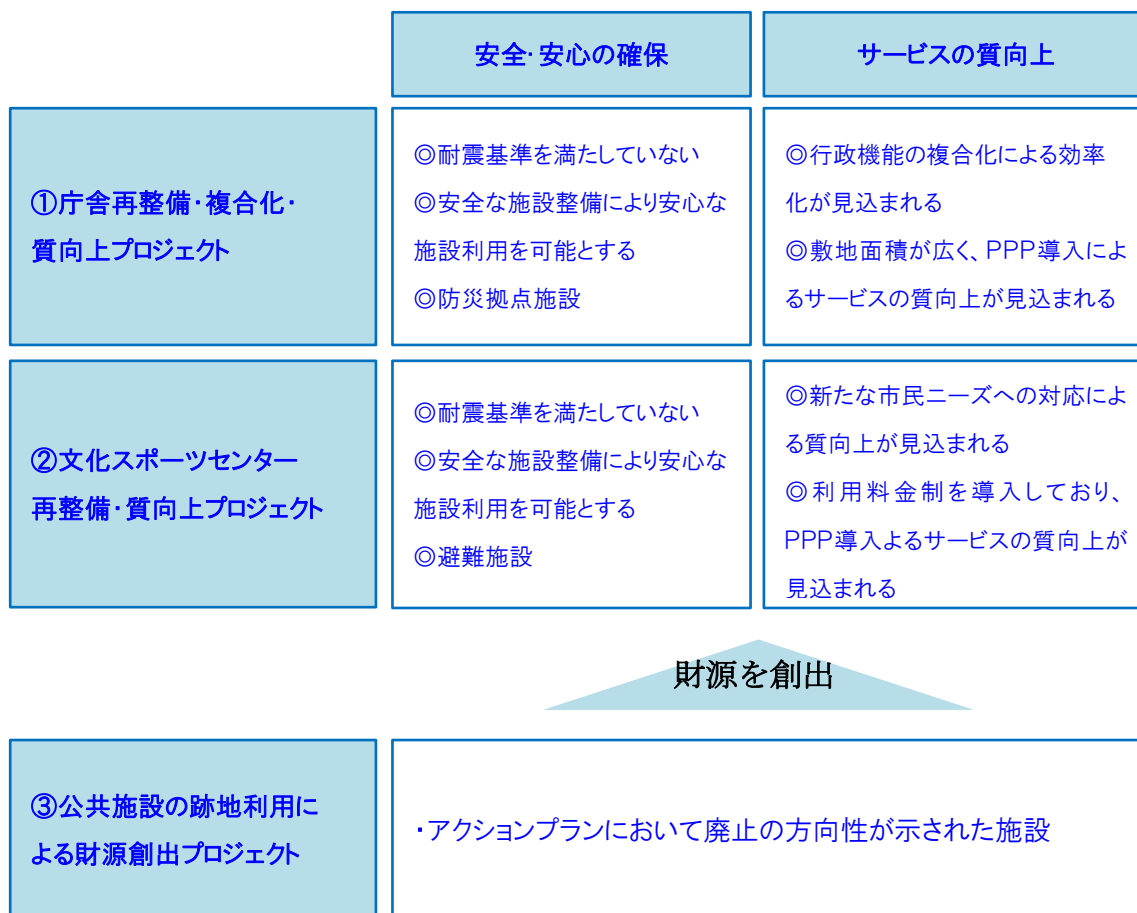 安全・安心の確保
サービスの質向上
①庁舎再整備・複合化・
質向上プロジェクト
◎耐震基準を満たしていない
◎安全な施設整備により安心な
施設利用を可能とする
◎防災拠点施設
◎行政機能の複合化による効率
化が見込まれる
◎敷地面積が広く、PPP導入によ
るサービスの質向上が見込まれる
②文化スポーツセンター
再整備・質向上プロジェクト
◎耐震基準を満たしていない
◎安全な施設整備により安心な
施設利用を可能とする
◎避難施設
◎新たな市民ニーズへの対応によ
る質向上が見込まれる
◎利用料金制を導入しており、
PPP導入よるサービスの質向上が
見込まれる
財源を創出
③公共施設の跡地利用に
よる財源創出プロジェクト
・アクションプランにおいて廃止の方向性が示された施設